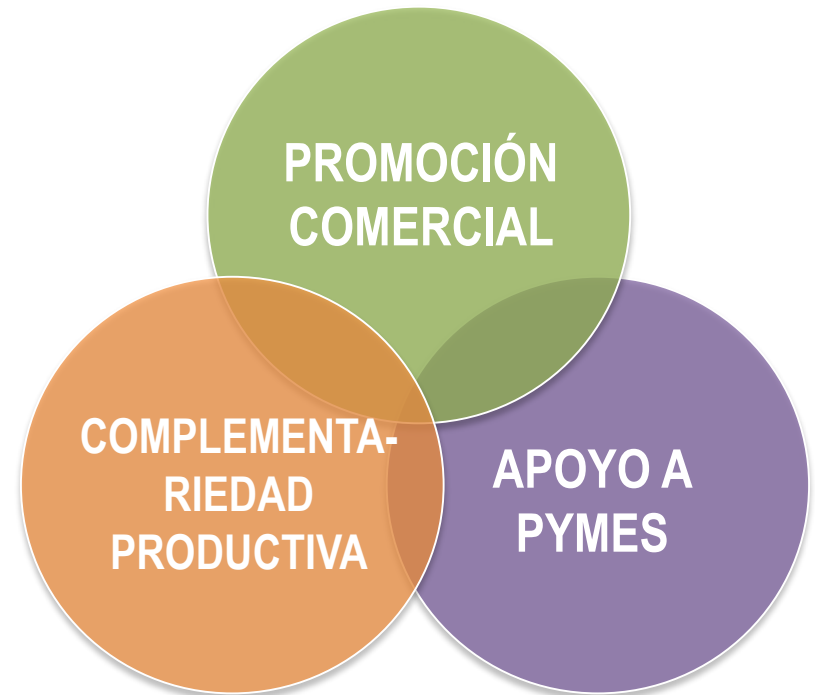 PROMOCIÓN
COMERCIAL
COMPLEMENTA-
RIEDAD
PRODUCTIVA
APOYO A
PYMES